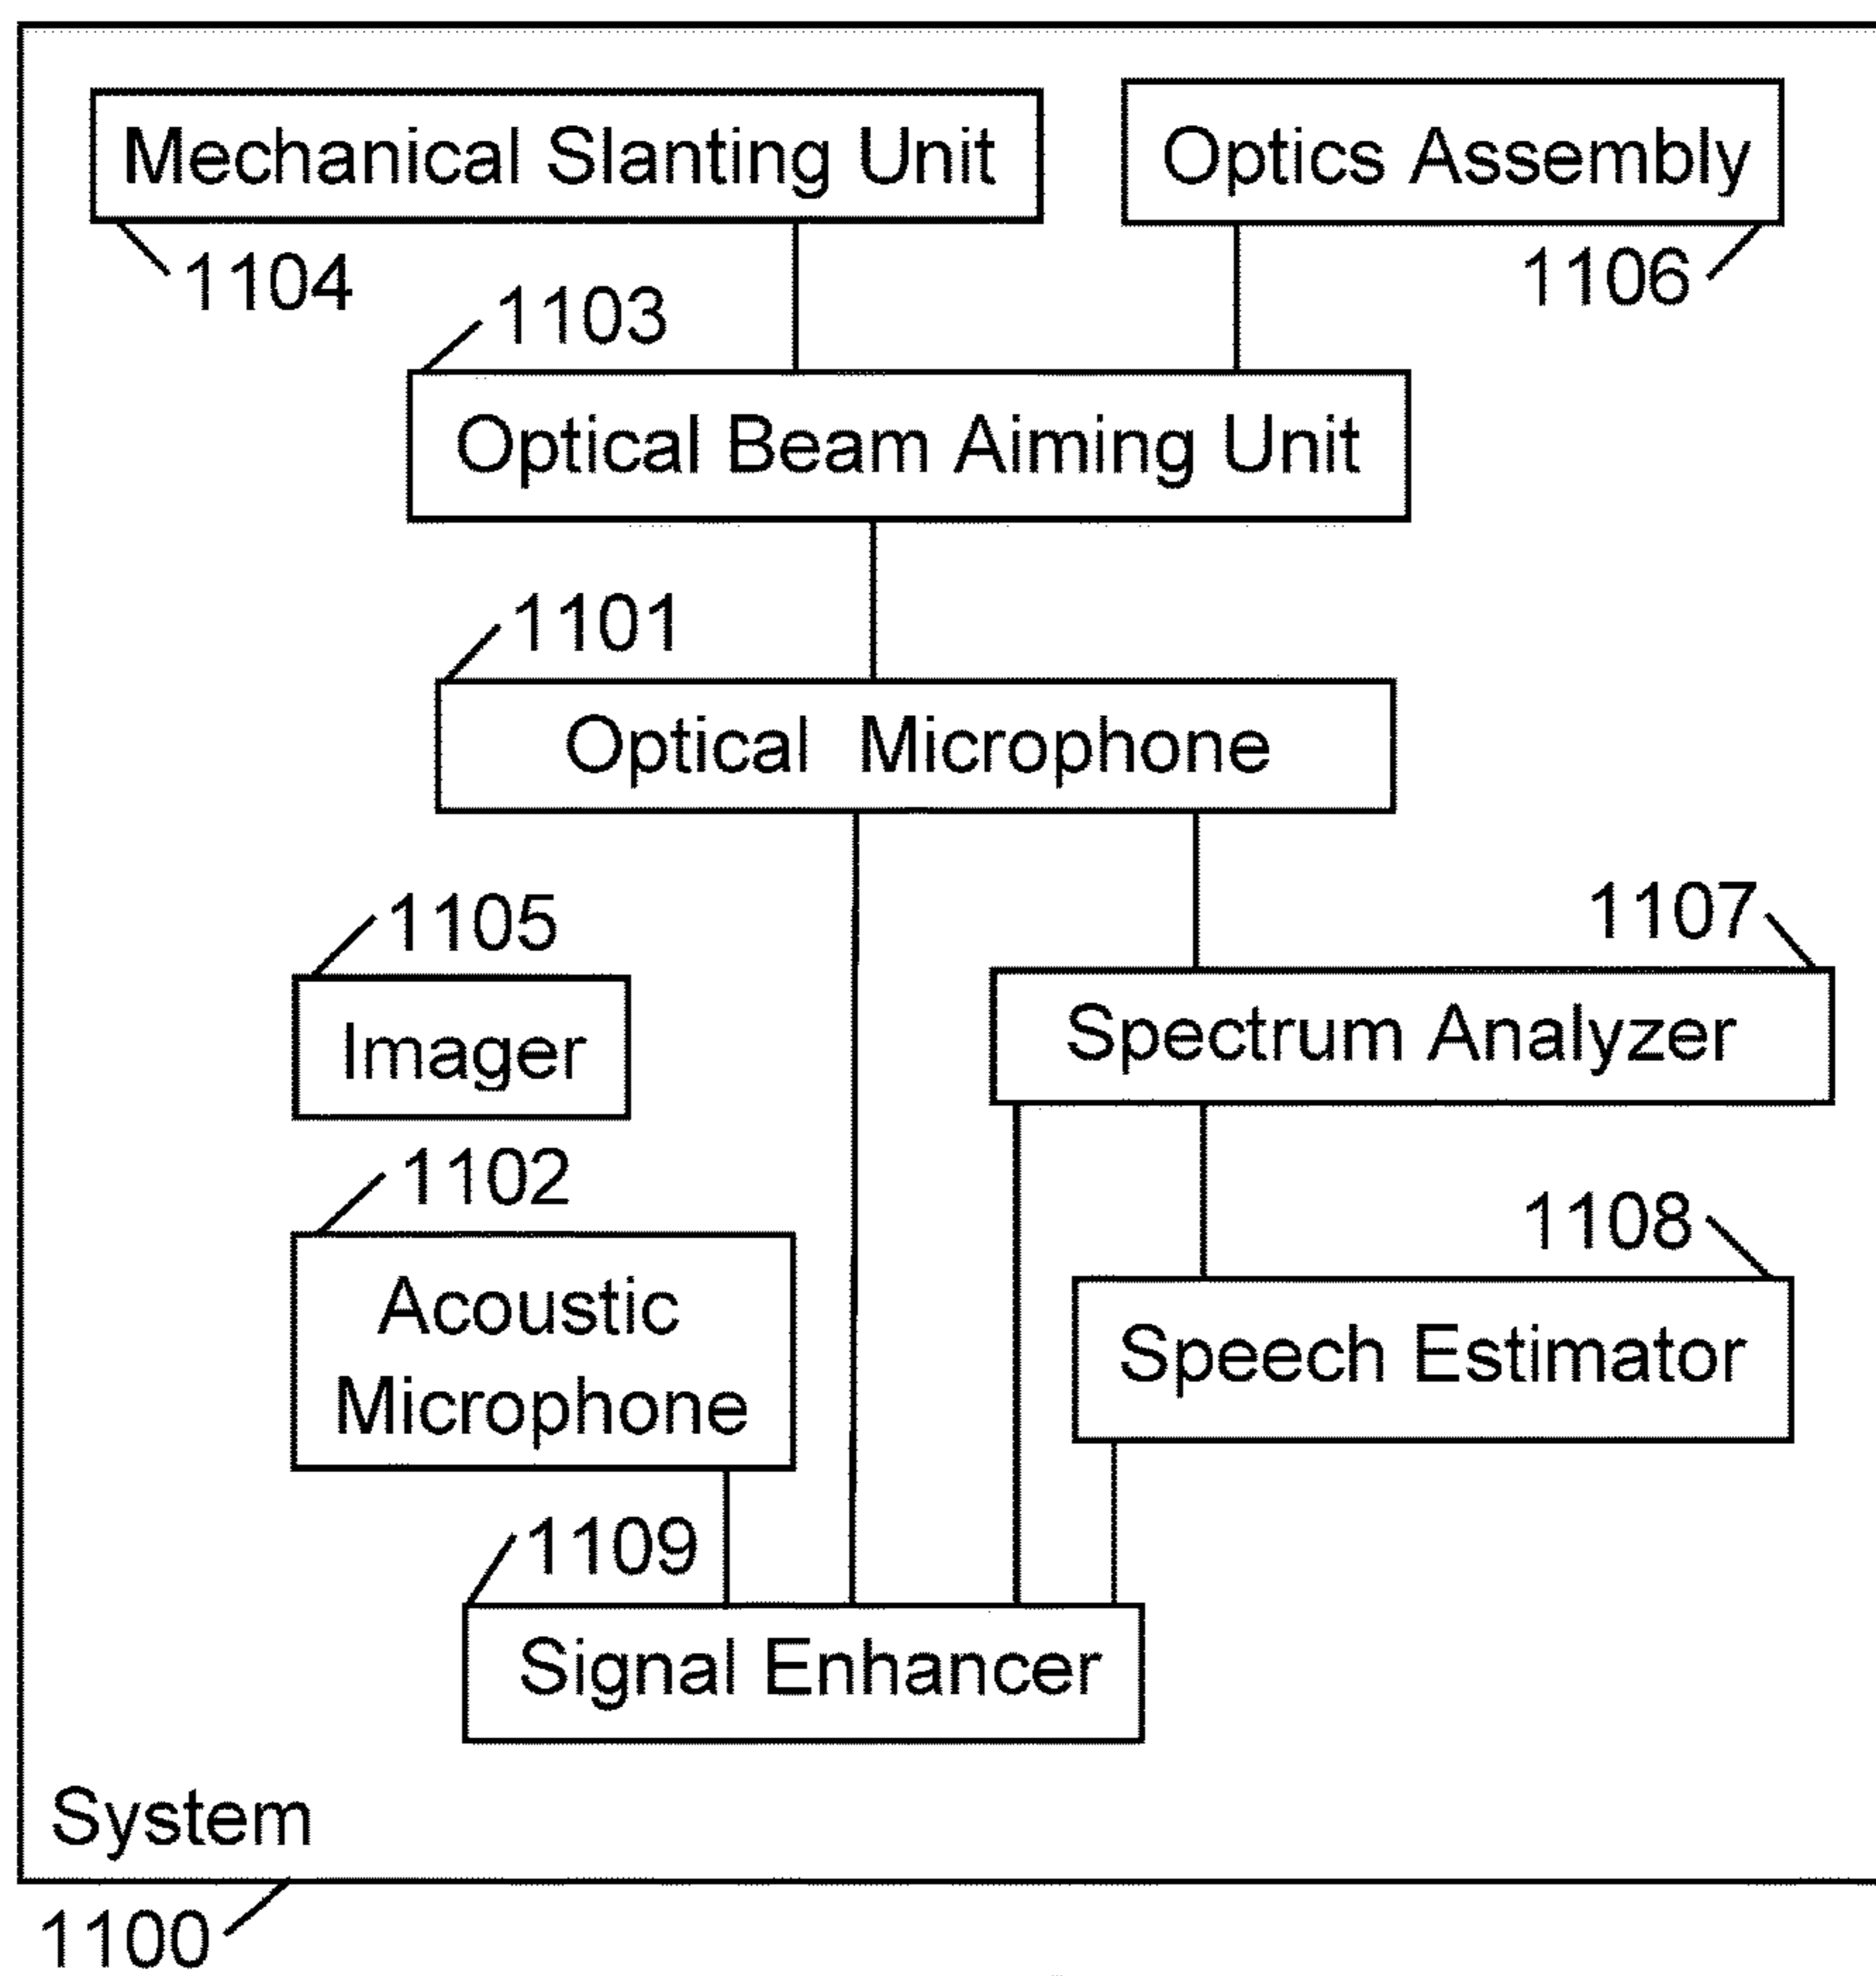 Mechanical Slanting Unit
Optics Assembly
1104
1106
1103
Optical Beam Aiming Unit
1101
Optical Microphone
1105
1107
Imager
Spectrum Analyzer
1102
1108
Acoustic
Microphone
Speech Estimator
1109
Signal Enhancer
System
1100